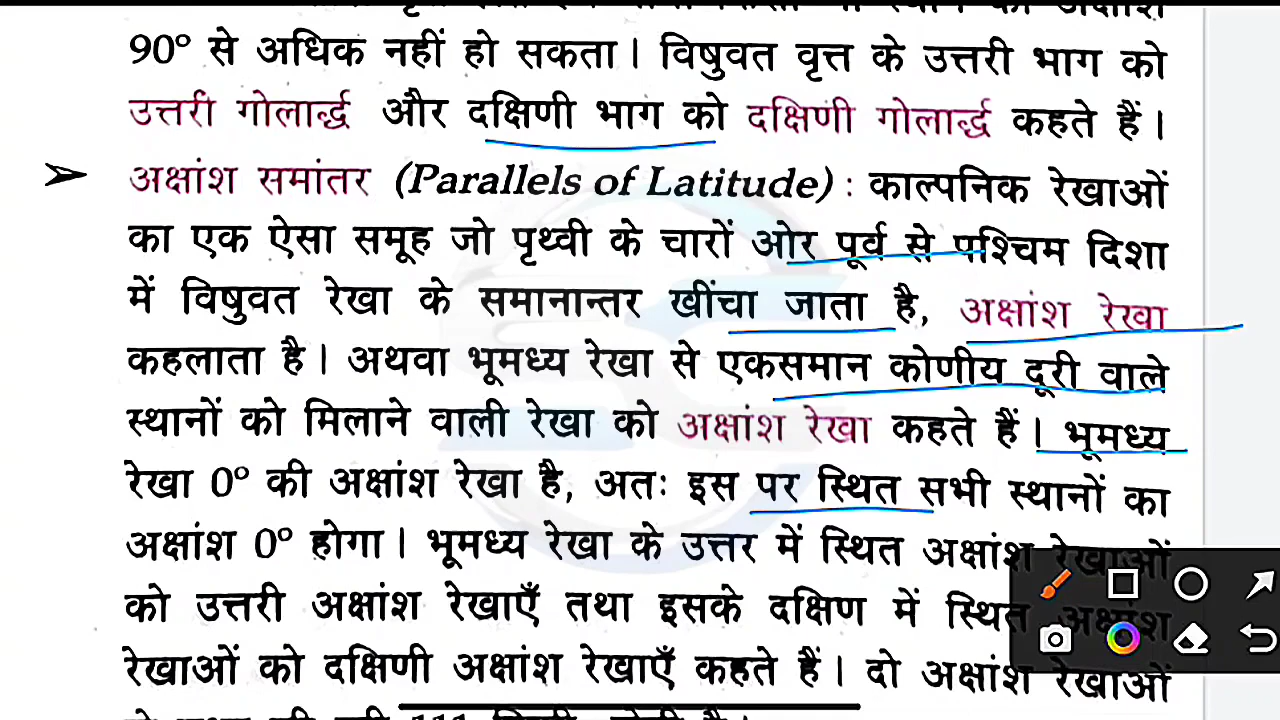 90° से अधिक नहीं हो सकता। विषुवत वृत्त के उत्तरी भाग को
उत्तरी गोलार्द्ध और दक्षिणी भाग को दक्षिणी गोलार्द्ध कहते हैं।
➢ अक्षांश समांतर (Parallels of Latitude) : काल्पनिक रेखाओं
का एक ऐसा समूह जो पृथ्वी के चारों ओर पूर्व से पश्चिम दिशा
में विषुवत रेखा के समानान्तर खींचा जाता है, अक्षांश रेखा
कहलाता है। अथवा भूमध्य रेखा से एकसमान कोणीय दूरी वाले
स्थानों को मिलाने वाली रेखा को अक्षांश रेखा कहते हैं। भूमध्य
रेखा 0° की अक्षांश रेखा है, अतः इस पर स्थित सभी स्थानों का
अक्षांश 0° होगा। भूमध्य रेखा के उत्तर में स्थित अक्षांश रेखाओं
को उत्तरी अक्षांश रेखाएँ तथा इसके दक्षिण में स्थित अक्षांश
रेखाओं को दक्षिणी अक्षांश रेखाएँ कहते हैं। दो अक्षांश रेखाओं